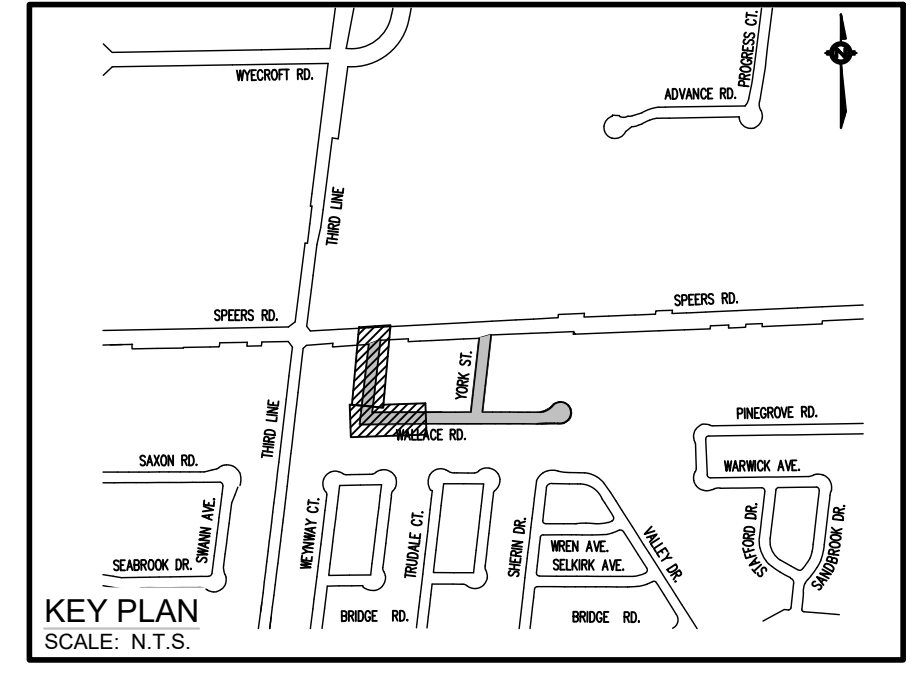 PROGRESS CT.
WYECROFT RD.
N
ADVANCE RD.
THIRD LINE
SPEERS RD.
SPEERS RD.
YORK ST.
THIRD LINE
PINEGROVE RD.
WALLACE RD.
SAXON RD.
WARWICK AVE.
SWANN AVE.
WEYNWAY CT.
TRUDALE CT.
SHERIN DR.
WREN AVE.
VALLEY DR.
STAFFORD DR.
SANDBROOK DR.
SEABROOK DR.
SELKIRK AVE.
KEY PLAN
BRIDGE RD.
BRIDGE RD.
SCALE: N.T.S.